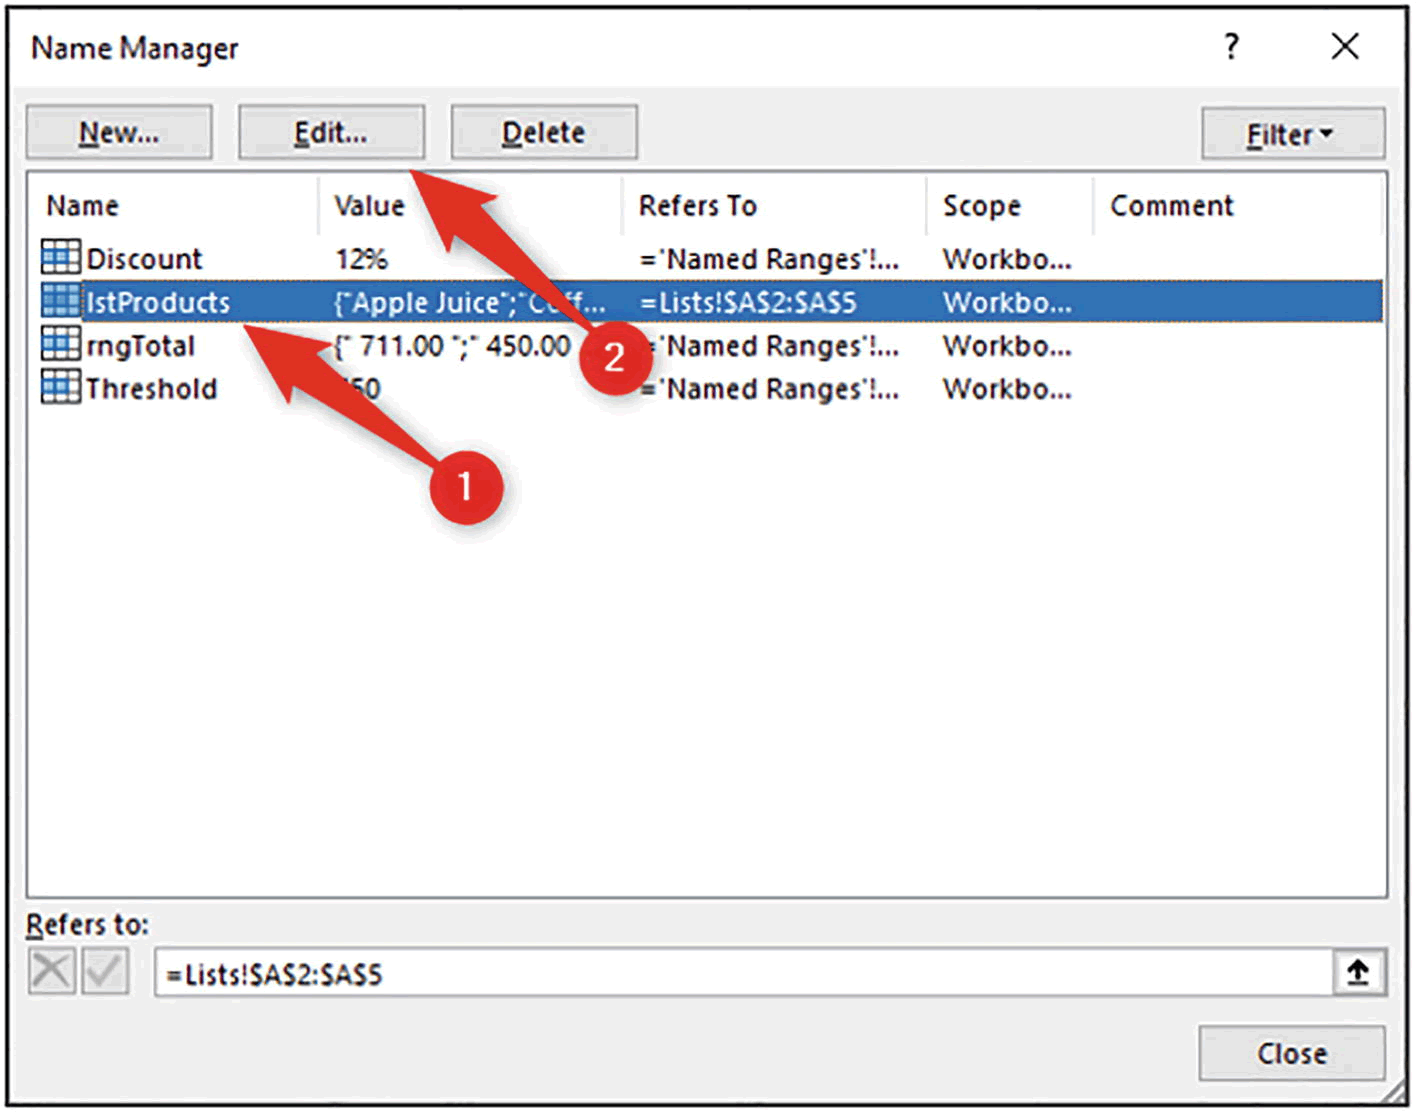 Name Manager ?
New... Edit... Delete Filter
Name Value Refers To Scope Comment
Discount 12% ='Named Ranges'!... Workbo...
lstProducts {"Apple Juice";"Coff... =Lists!$A$2:$A$5 Workbo...
rngTotal {" 711.00 ";" 450.00 ='Named Ranges'!... Workbo...
Threshold 50 ='Named Ranges'!... Workbo...
2
1
Refers to:
=Lists!$A$2:$A$5
Close